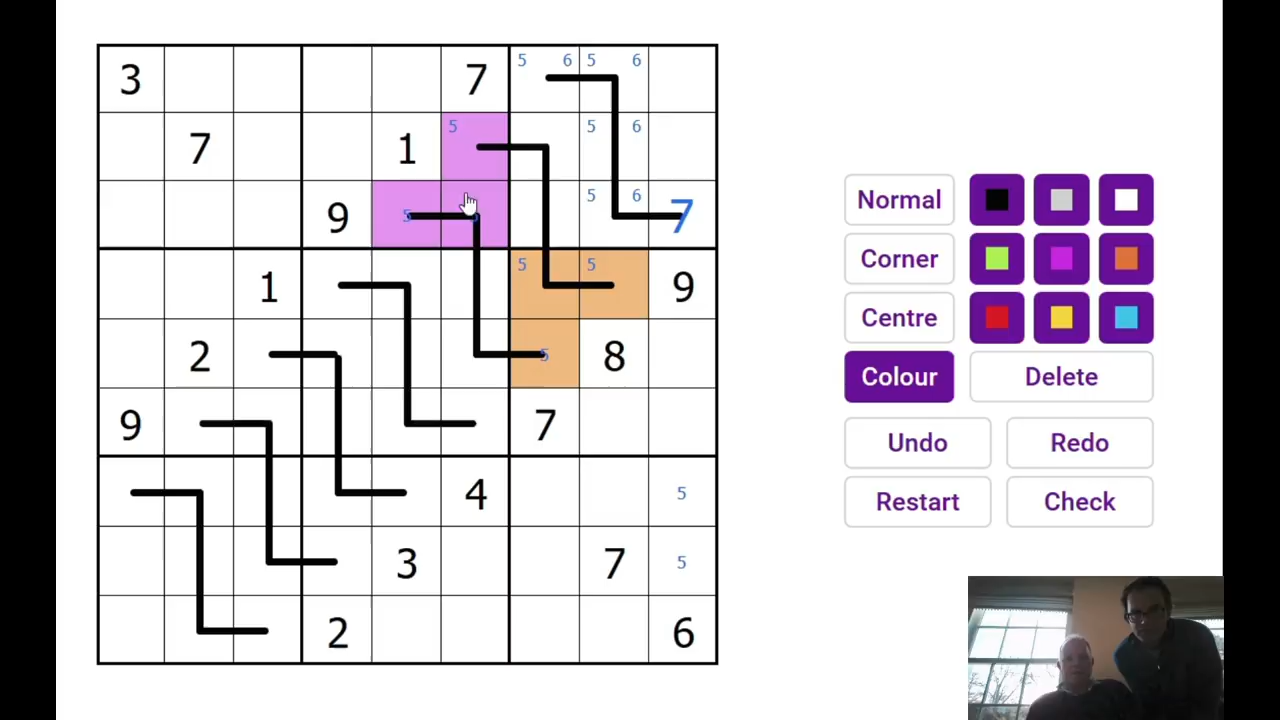 3 7 5 6 5 6
7 1 5 5 6
9 5 5 5 6 7
1 5 5 9
2 5 8
9 7
4 5
3 7 5
2 6
Normal
Corner
Centre
Colour Delete
Undo Redo
Restart Check